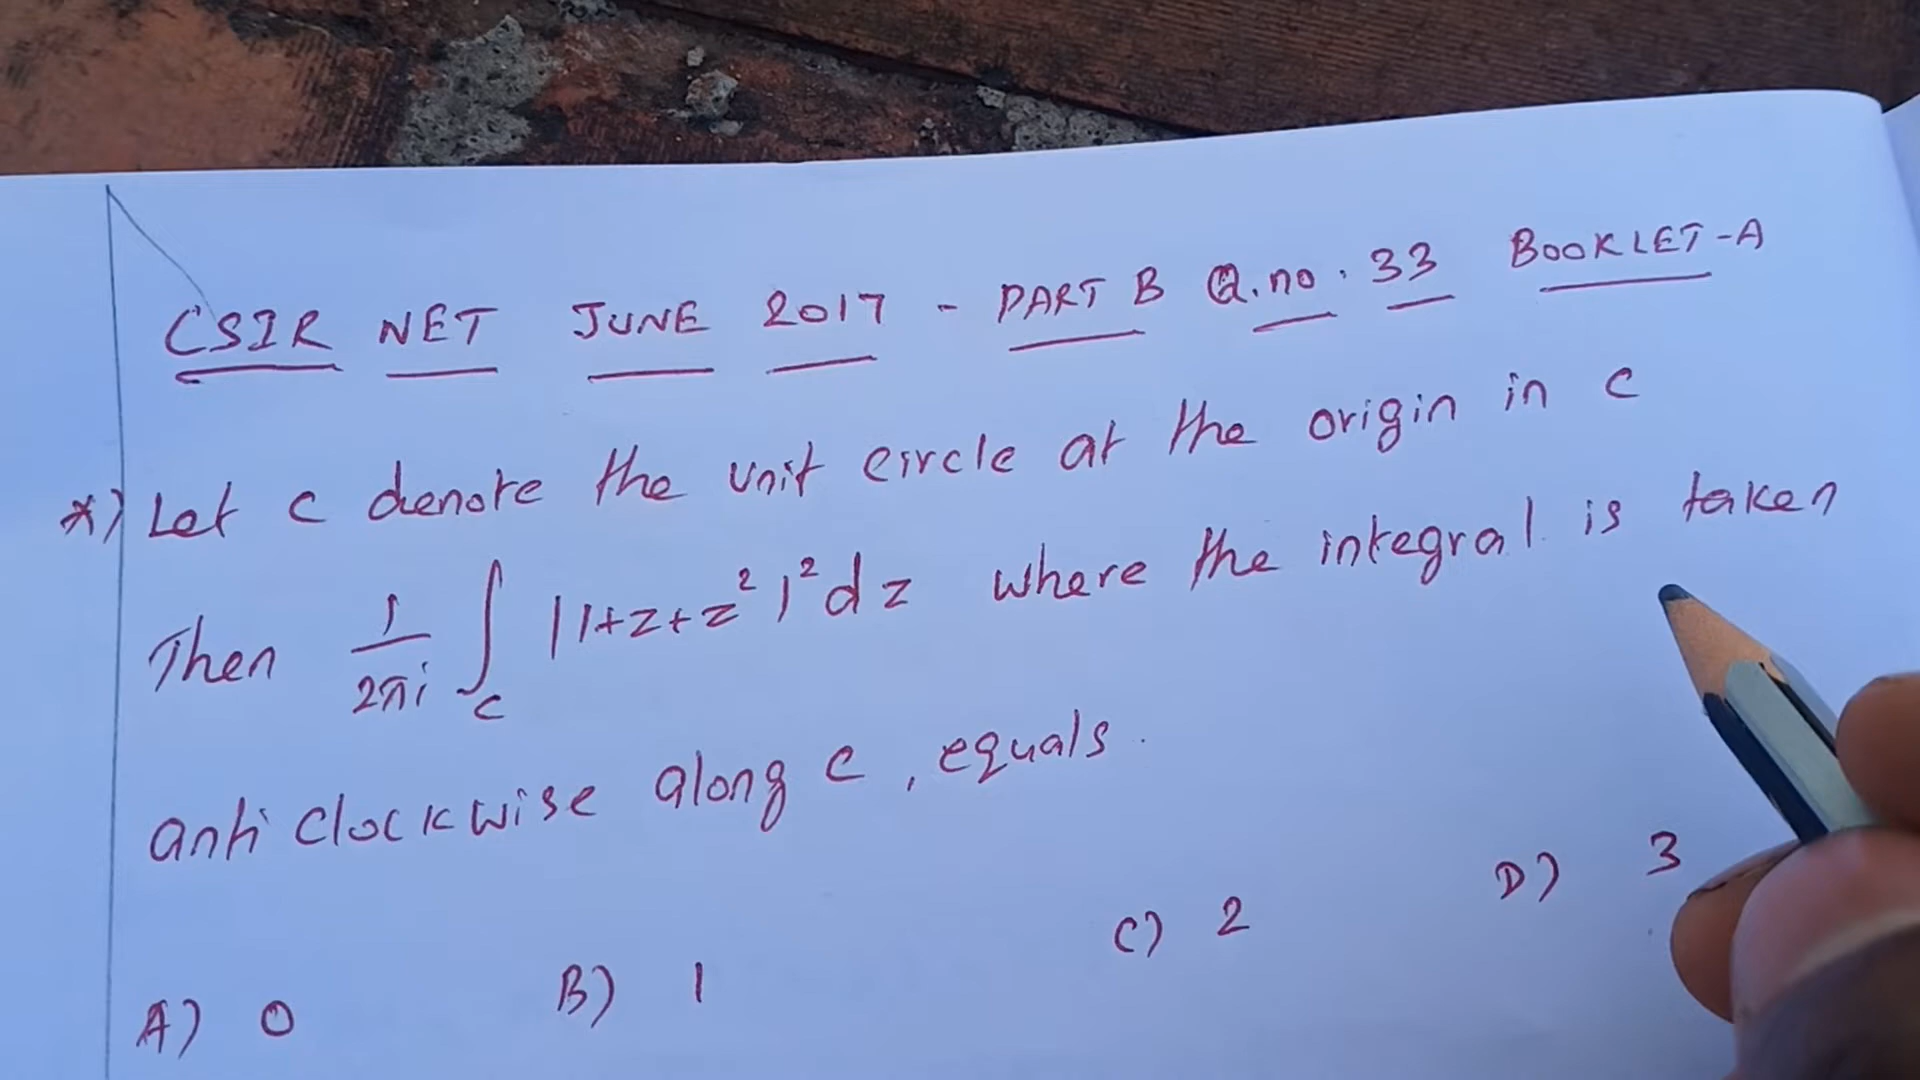 CSIR NET JUNE 2017 - PART B Q.no. 33 BOOKLET-A
*) Let c denote the unit circle at the origin in c
Then 1/2πi ∫c |1+z+z²|² dz where the integral is taken
anti clockwise along c, equals.
A) 0 B) 1 C) 2 D) 3